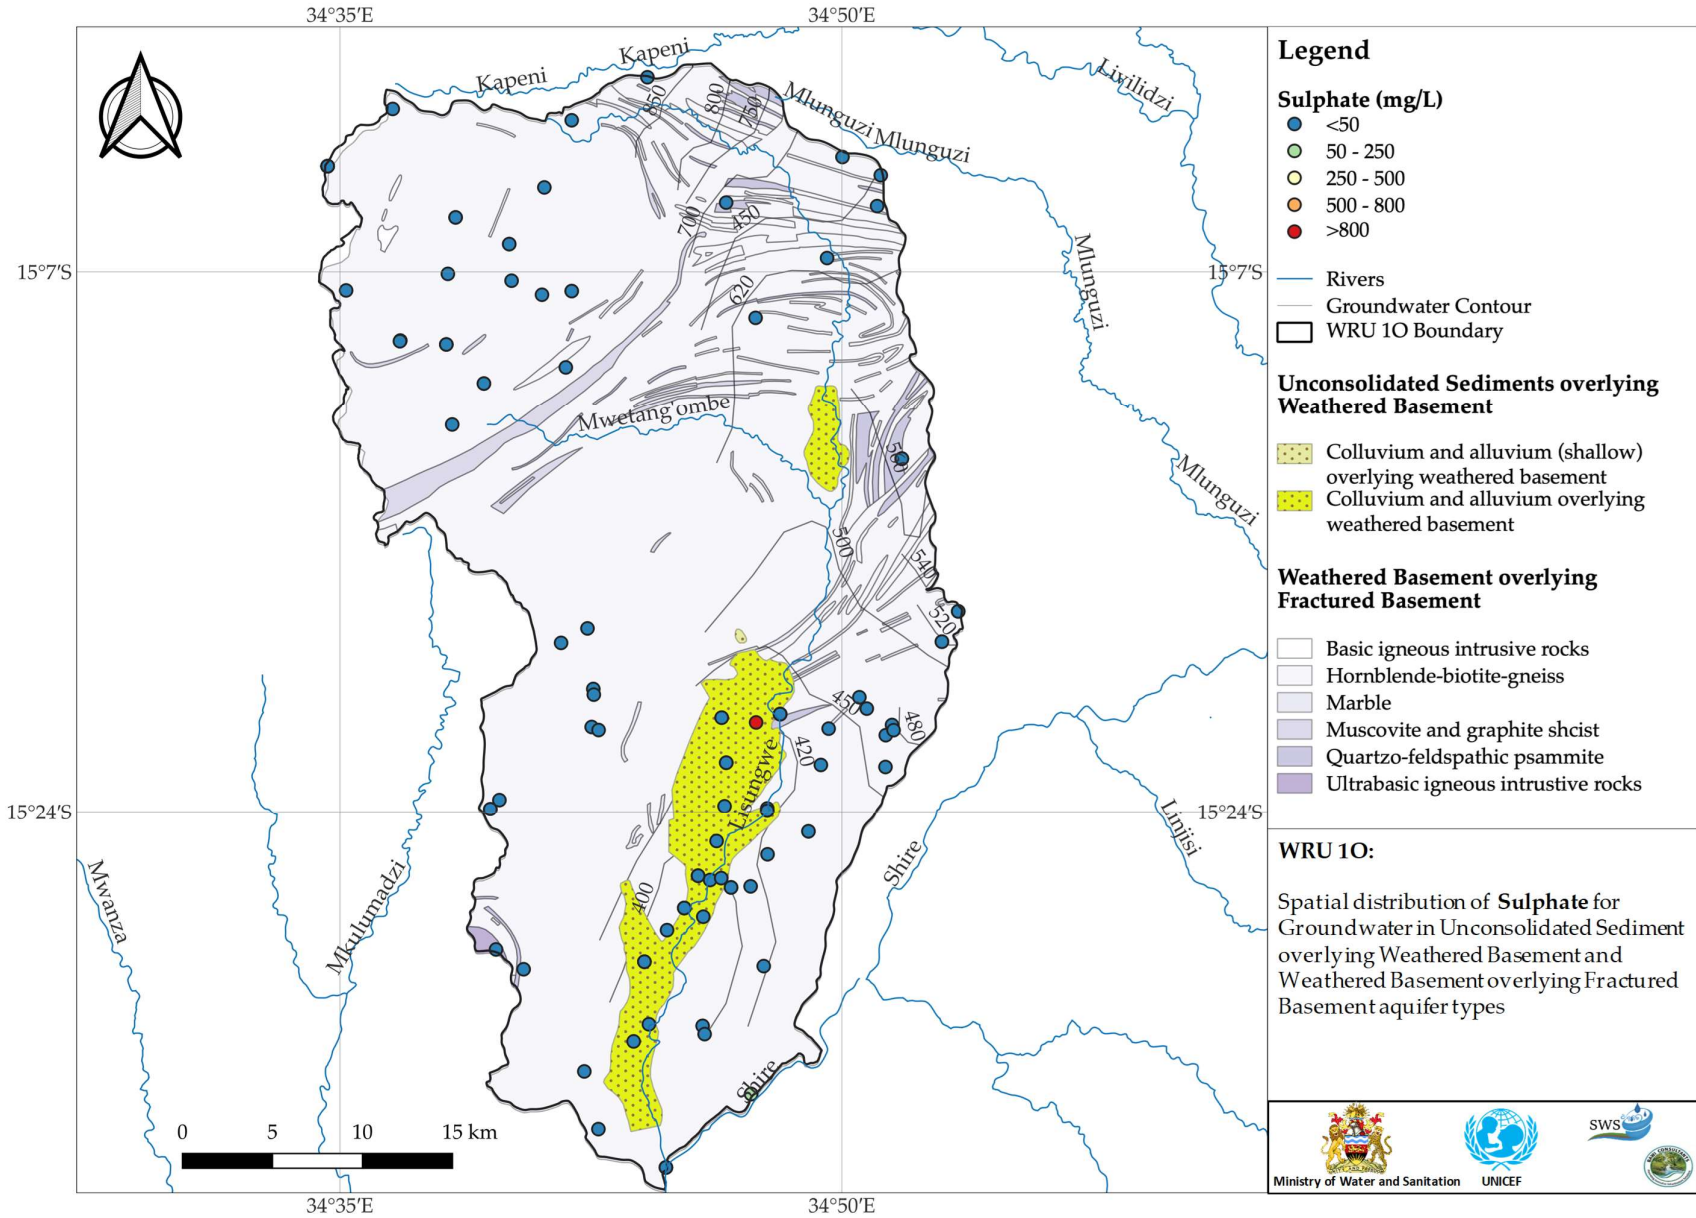 34°35'E
34°50'E
Kapeni
Kapeni
Livilidzi
850
800
750
Mlunguzi
Mlunguzi
700
450
15°7'S
15°7'S
Mlunguzi
620
Mwetang'ombe
560
Mlunguzi
500
540
520
450
480
420
Lisungwe
15°24'S
15°24'S
Linjisi
Shire
400
Mwanza
Mkulumadzi
Shire
0 5 10 15 km
34°35'E
34°50'E
Legend
Sulphate (mg/L)
<50
50 - 250
250 - 500
500 - 800
>800
Rivers
Groundwater Contour
WRU 1O Boundary
Unconsolidated Sediments overlying
Weathered Basement
Colluvium and alluvium (shallow)
overlying weathered basement
Colluvium and alluvium overlying
weathered basement
Weathered Basement overlying
Fractured Basement
Basic igneous intrusive rocks
Hornblende-biotite-gneiss
Marble
Muscovite and graphite shcist
Quartzo-feldspathic psammite
Ultrabasic igneous intrustive rocks
WRU 1O:
Spatial distribution of Sulphate for
Groundwater in Unconsolidated Sediment
overlying Weathered Basement and
Weathered Basement overlying Fractured
Basement aquifer types
Ministry of Water and Sanitation
UNICEF
SWS